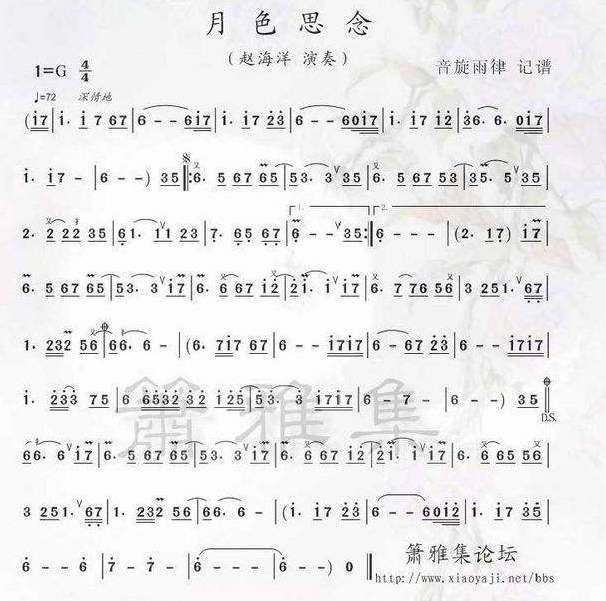 月色思念
(赵海洋 演奏)
1=G 4/4
音旋雨律 记谱
♩=72 深情地
(i7 | i. i7 67 | 6 - - 6i7 | i. i7 23 | 6 - - 60i7 | i. i7 i2 | 36. 6. 0i7 |
i. i7 - | 6 - - ) 35 |: 6. 5 67 65 | 53. 3 35 | 6. 5 67 53 | 35. 5 35 |
2. 2 22 35 | 61. 11 23 | 7. 65 67 | 6 - - 35 :| 6 - - - | (2. 17) i7 |
6. 5 67 65 | 53. 3 i7 | 6. 67 i2 | 2i. i i7 | 6. 7 76 56 | 3 251. 67 |
1. 232 56 | 66. 6 - | (6. 7i7 67 | 6. 7i7 i7i7 | 6 - 67 23 | 6 - 67 i7i7 |
i. 233 75 | 6 6532 32 | i2 35 53. 3 i7i7 | 6. 7 67 67 | 6 - - ) 35 ||
D.S.
66. 6 i7 | 6. 5 67 65 | 53. 3 i7 | 6. 67 i2 | 2i. i i7 | 6. 65 56 |
3 251. 67 | 1. 232 56 | 66. 6 - | (i. i7 i7 23 | 6 - - 60i2 | i. i7 35 |
6 - - 6 | 7 - 7 - | 6 - - - | 6 - - ) 0 ||
箫雅集
箫雅集论坛
http://www.xiaoyaji.net/bbs